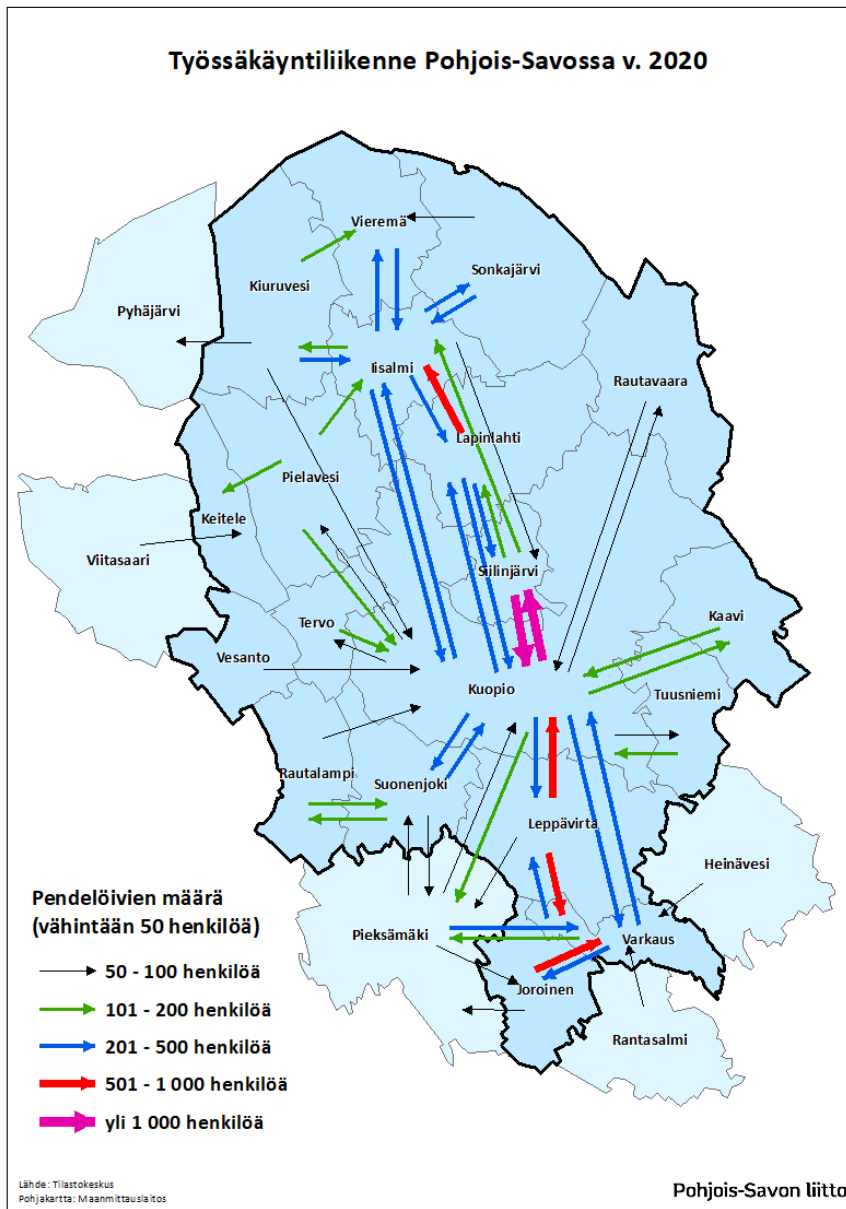 Työssäkäyntiliikenne Pohjois-Savossa v. 2020
Vieremä
Sonkajärvi
Kiuruvesi
Pyhäjärvi
Iisalmi
Rautavaara
Lapinlahti
Pielavesi
Keitele
Viitasaari
Siilinjärvi
Kaavi
Tervo
Vesanto
Kuopio
Tuusniemi
Rautalampi
Suonenjoki
Leppävirta
Heinävesi
Pendelöivien määrä
(vähintään 50 henkilöä)
Pieksämäki
Varkaus
50 - 100 henkilöä
Joroinen
101 - 200 henkilöä
Rantasalmi
201 - 500 henkilöä
501 - 1 000 henkilöä
yli 1 000 henkilöä
Lähde: Tilastokeskus
Pohjakartta: Maanmittauslaitos
Pohjois-Savon liitto